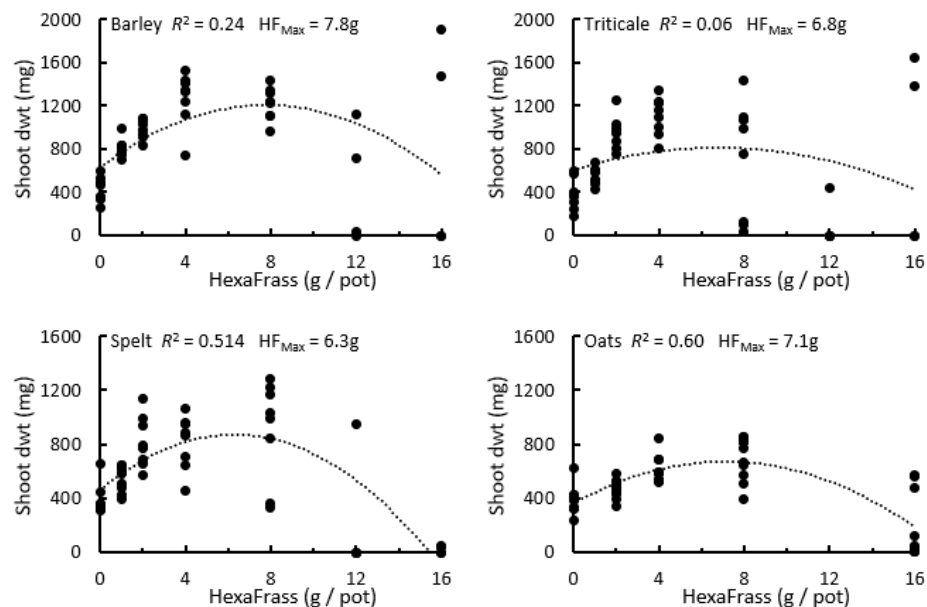 Barley R² = 0.24 HF_Max = 7.8g
Shoot dwt (mg)
2000
1600
1200
800
400
0
0 4 8 12 16
HexaFrass (g / pot)
Triticale R² = 0.06 HF_Max = 6.8g
Shoot dwt (mg)
2000
1600
1200
800
400
0
0 4 8 12 16
HexaFrass (g / pot)
Spelt R² = 0.514 HF_Max = 6.3g
Shoot dwt (mg)
1600
1200
800
400
0
0 4 8 12 16
HexaFrass (g / pot)
Oats R² = 0.60 HF_Max = 7.1g
Shoot dwt (mg)
1600
1200
800
400
0
0 4 8 12 16
HexaFrass (g / pot)